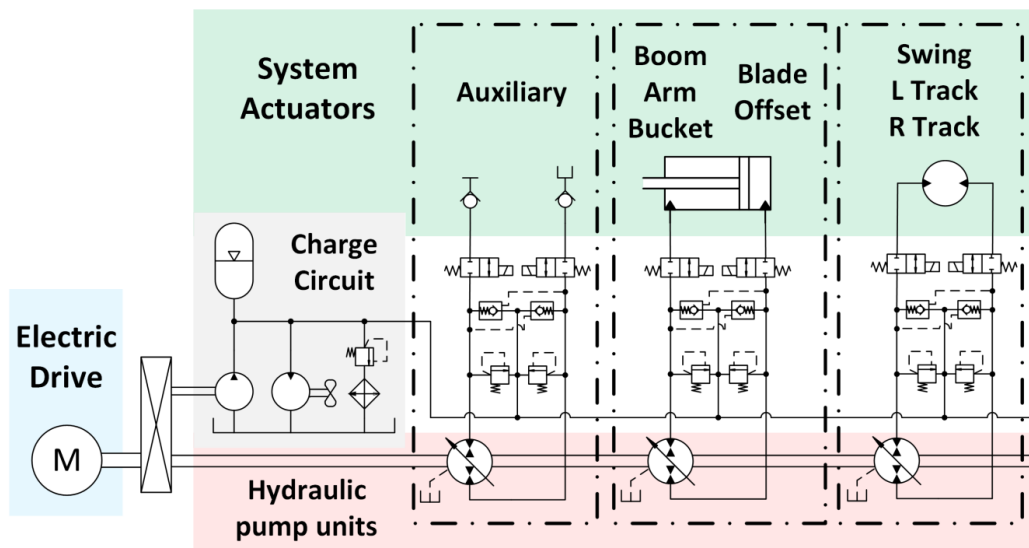 System
Actuators
Auxiliary
Boom
Arm
Bucket
Blade
Offset
Swing
L Track
R Track
Charge
Circuit
Electric
Drive
M
Hydraulic
pump units